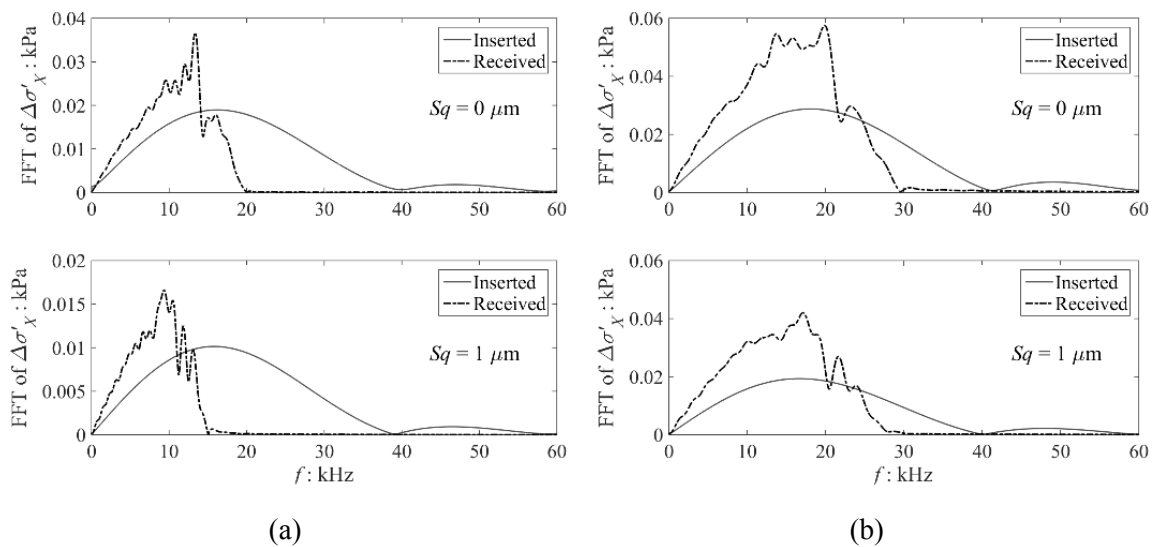 0.04
0.03
0.02
0.01
0
FFT of Δσ′X : kPa
Inserted
Received
Sq = 0 μm
0 10 20 30 40 50 60
0.06
0.04
0.02
0
FFT of Δσ′X : kPa
Inserted
Received
Sq = 0 μm
0 10 20 30 40 50 60
0.02
0.015
0.01
0.005
0
FFT of Δσ′X : kPa
Inserted
Received
Sq = 1 μm
0 10 20 30 40 50 60
f : kHz
0.06
0.04
0.02
0
FFT of Δσ′X : kPa
Inserted
Received
Sq = 1 μm
0 10 20 30 40 50 60
f : kHz
(a)
(b)